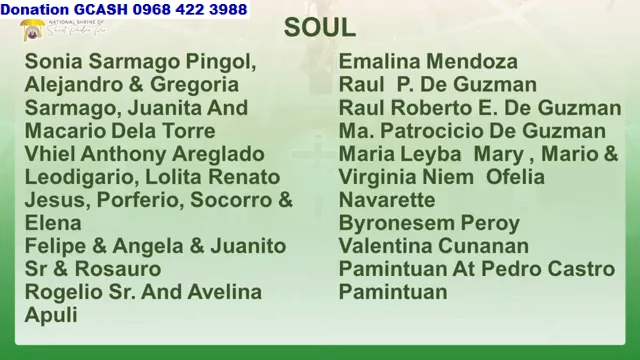 Donation GCASH 0968 422 3988
NATIONAL SHRINE OF
SOUL
Sonia Sarmago Pingol,
Alejandro & Gregoria
Sarmago, Juanita And
Macario Dela Torre
Vhiel Anthony Areglado
Leodigario, Lolita Renato
Jesus, Porferio, Socorro &
Elena
Felipe & Angela & Juanito
Sr & Rosauro
Rogelio Sr. And Avelina
Apuli
Emalina Mendoza
Raul  P. De Guzman
Raul Roberto E. De Guzman
Ma. Patrocicio De Guzman
Maria Leyba  Mary , Mario &
Virginia Niem  Ofelia
Navarette
Byronesem Peroy
Valentina Cunanan
Pamintuan At Pedro Castro
Pamintuan